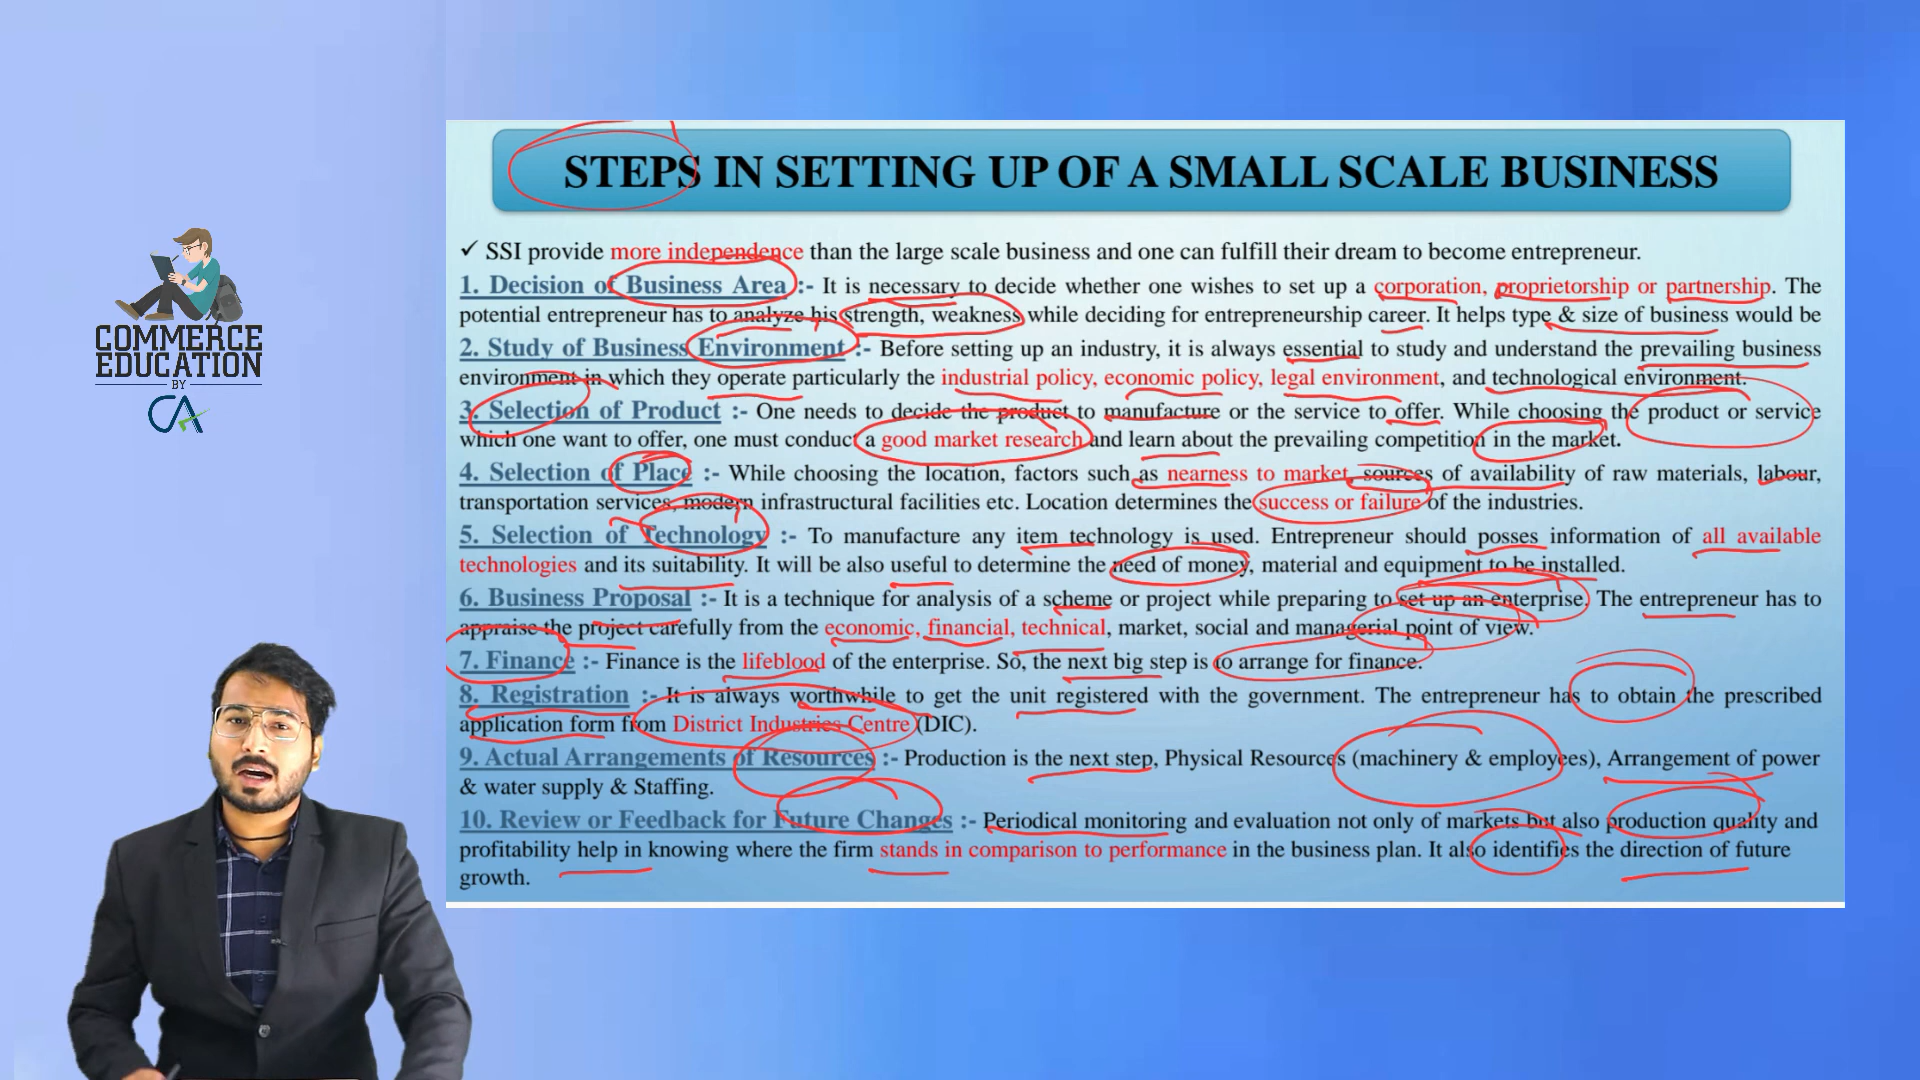 COMMERCE
EDUCATION
BY
CA
STEPS IN SETTING UP OF A SMALL SCALE BUSINESS
✓ SSI provide more independence than the large scale business and one can fulfill their dream to become entrepreneur.
1. Decision of Business Area :- It is necessary to decide whether one wishes to set up a corporation, proprietorship or partnership. The
potential entrepreneur has to analyze his strength, weakness while deciding for entrepreneurship career. It helps type & size of business would be
2. Study of Business Environment :- Before setting up an industry, it is always essential to study and understand the prevailing business
environment in which they operate particularly the industrial policy, economic policy, legal environment, and technological environment.
3. Selection of Product :- One needs to decide the product to manufacture or the service to offer. While choosing the product or service
which one want to offer, one must conduct a good market research and learn about the prevailing competition in the market.
4. Selection of Place :- While choosing the location, factors such as nearness to market, sources of availability of raw materials, labour,
transportation services, modern infrastructural facilities etc. Location determines the success or failure of the industries.
5. Selection of Technology :- To manufacture any item technology is used. Entrepreneur should posses information of all available
technologies and its suitability. It will be also useful to determine the need of money, material and equipment to be installed.
6. Business Proposal :- It is a technique for analysis of a scheme or project while preparing to set up an enterprise. The entrepreneur has to
appraise the project carefully from the economic, financial, technical, market, social and managerial point of view.
7. Finance :- Finance is the lifeblood of the enterprise. So, the next big step is to arrange for finance.
8. Registration :- It is always worthwhile to get the unit registered with the government. The entrepreneur has to obtain the prescribed
application form from District Industries Centre (DIC).
9. Actual Arrangements of Resources :- Production is the next step, Physical Resources (machinery & employees), Arrangement of power
& water supply & Staffing.
10. Review or Feedback for Future Changes :- Periodical monitoring and evaluation not only of markets but also production quality and
profitability help in knowing where the firm stands in comparison to performance in the business plan. It also identifies the direction of future
growth.